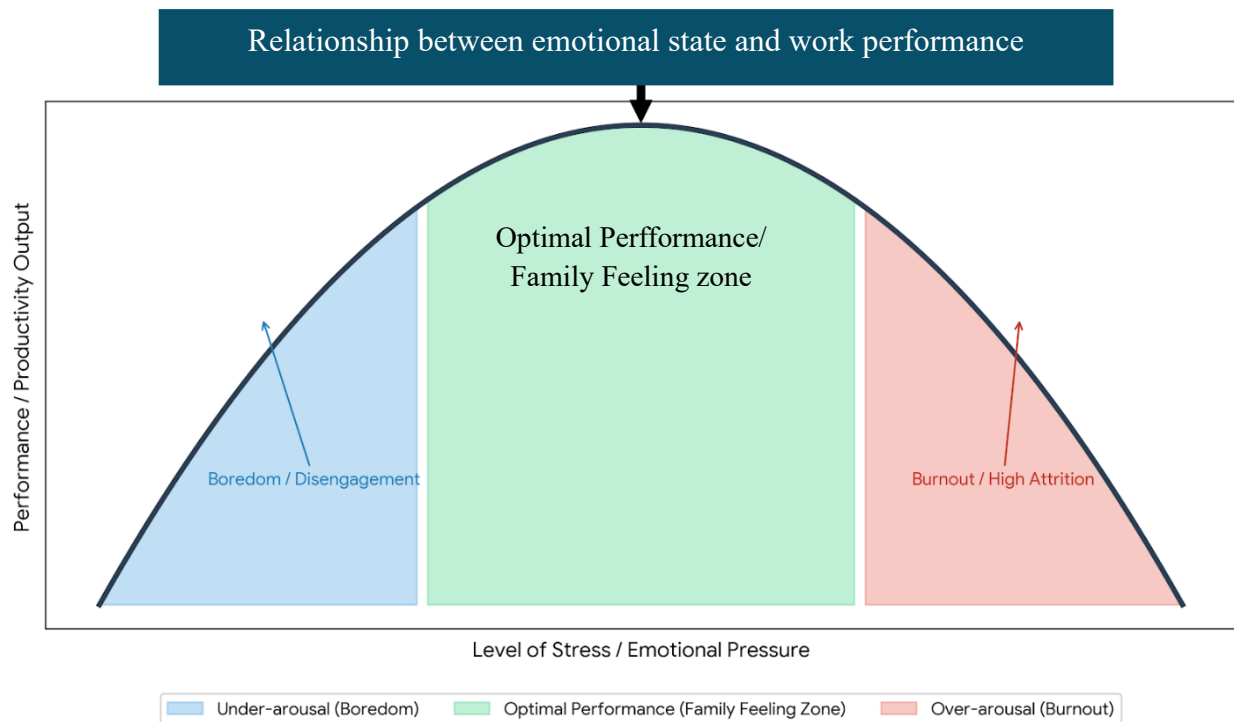 Relationship between emotional state and work performance
Performance / Productivity Output
Optimal Perfformance/
Family Feeling zone
Boredom / Disengagement
Burnout / High Attrition
Level of Stress / Emotional Pressure
Under-arousal (Boredom)
Optimal Performance (Family Feeling Zone)
Over-arousal (Burnout)